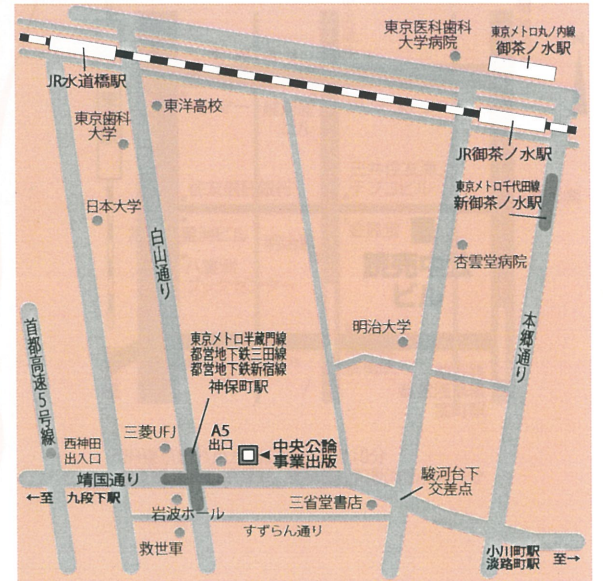 東京医科歯科
大学病院
東京メトロ丸ノ内線
御茶ノ水駅
JR水道橋駅
東洋高校
東京歯科
大学
JR御茶ノ水駅
東京メトロ千代田線
新御茶ノ水駅
日本大学
白山通り
杏雲堂病院
首都高速5号線
明治大学
本郷通り
東京メトロ半蔵門線
都営地下鉄三田線
都営地下鉄新宿線
神保町駅
三菱UFJ
A5
出口
中央公論
事業出版
西神田
出入口
靖国通り
←至 九段下駅
岩波ホール
救世軍
すずらん通り
三省堂書店
駿河台下
交差点
小川町駅
淡路町駅
至→